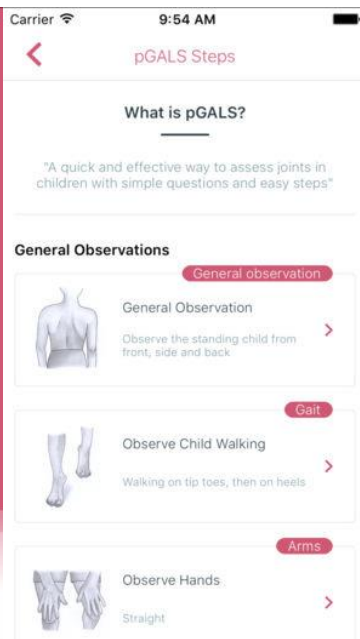 Carrier 9:54 AM
pGALS Steps
What is pGALS?
"A quick and effective way to assess joints in
children with simple questions and easy steps"
General Observations
General observation
General Observation
Observe the standing child from
front, side and back
Gait
Observe Child Walking
Walking on tip toes, then on heels
Arms
Observe Hands
Straight